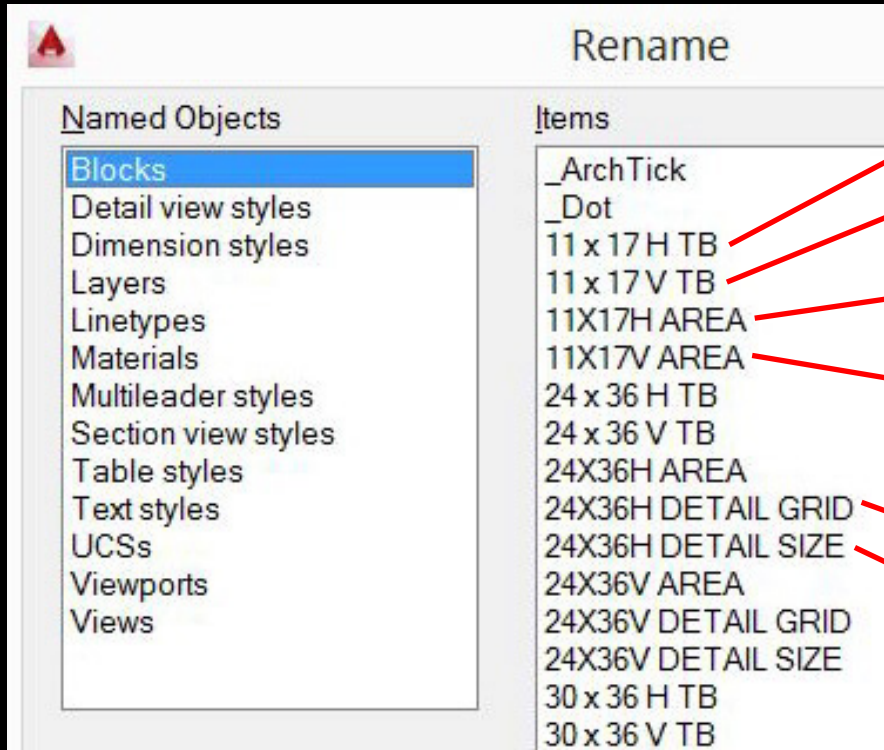 Rename
Named Objects
Blocks
Detail view styles
Dimension styles
Layers
Linetypes
Materials
Multileader styles
Section view styles
Table styles
Text styles
UCSs
Viewports
Views
Items
_ArchTick
_Dot
11 x 17 H TB
11 x 17 V TB
11X17H AREA
11X17V AREA
24 x 36 H TB
24 x 36 V TB
24X36H AREA
24X36H DETAIL GRID
24X36H DETAIL SIZE
24X36V AREA
24X36V DETAIL GRID
24X36V DETAIL SIZE
30 x 36 H TB
30 x 36 V TB